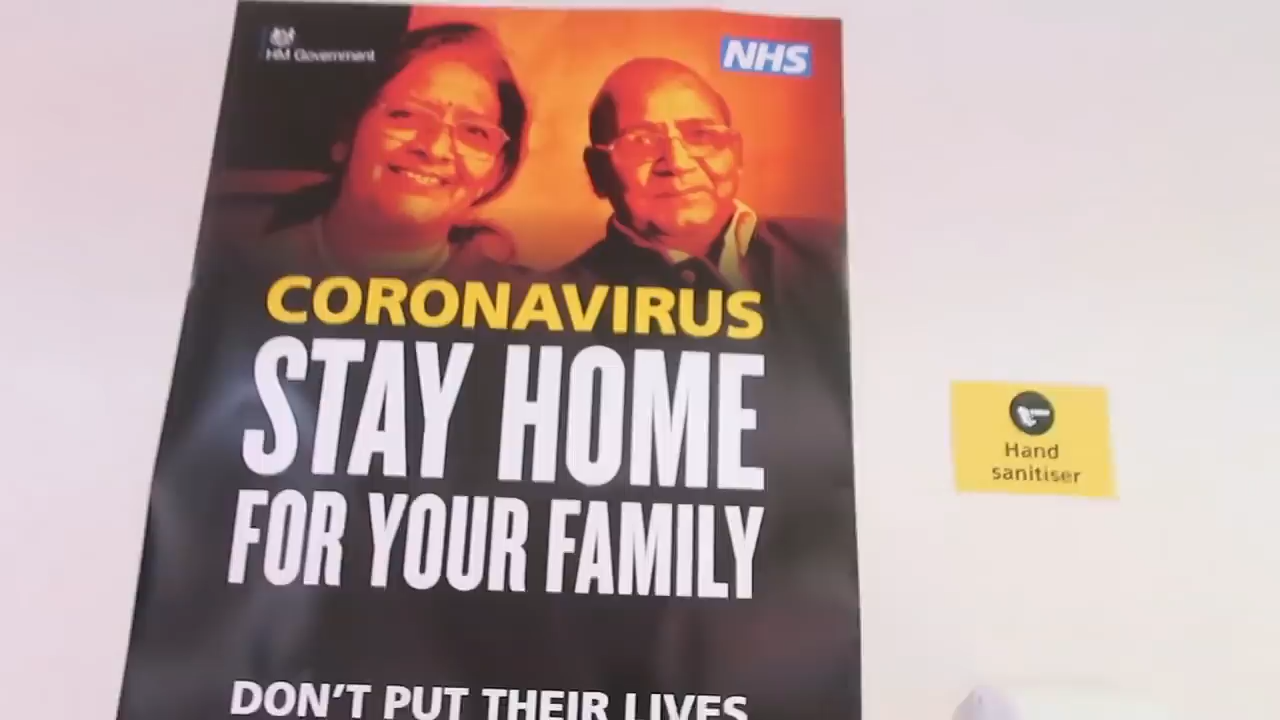 HM Government
NHS
CORONAVIRUS
STAY HOME
FOR YOUR FAMILY
DON'T PUT THEIR LIVES
Hand
sanitiser